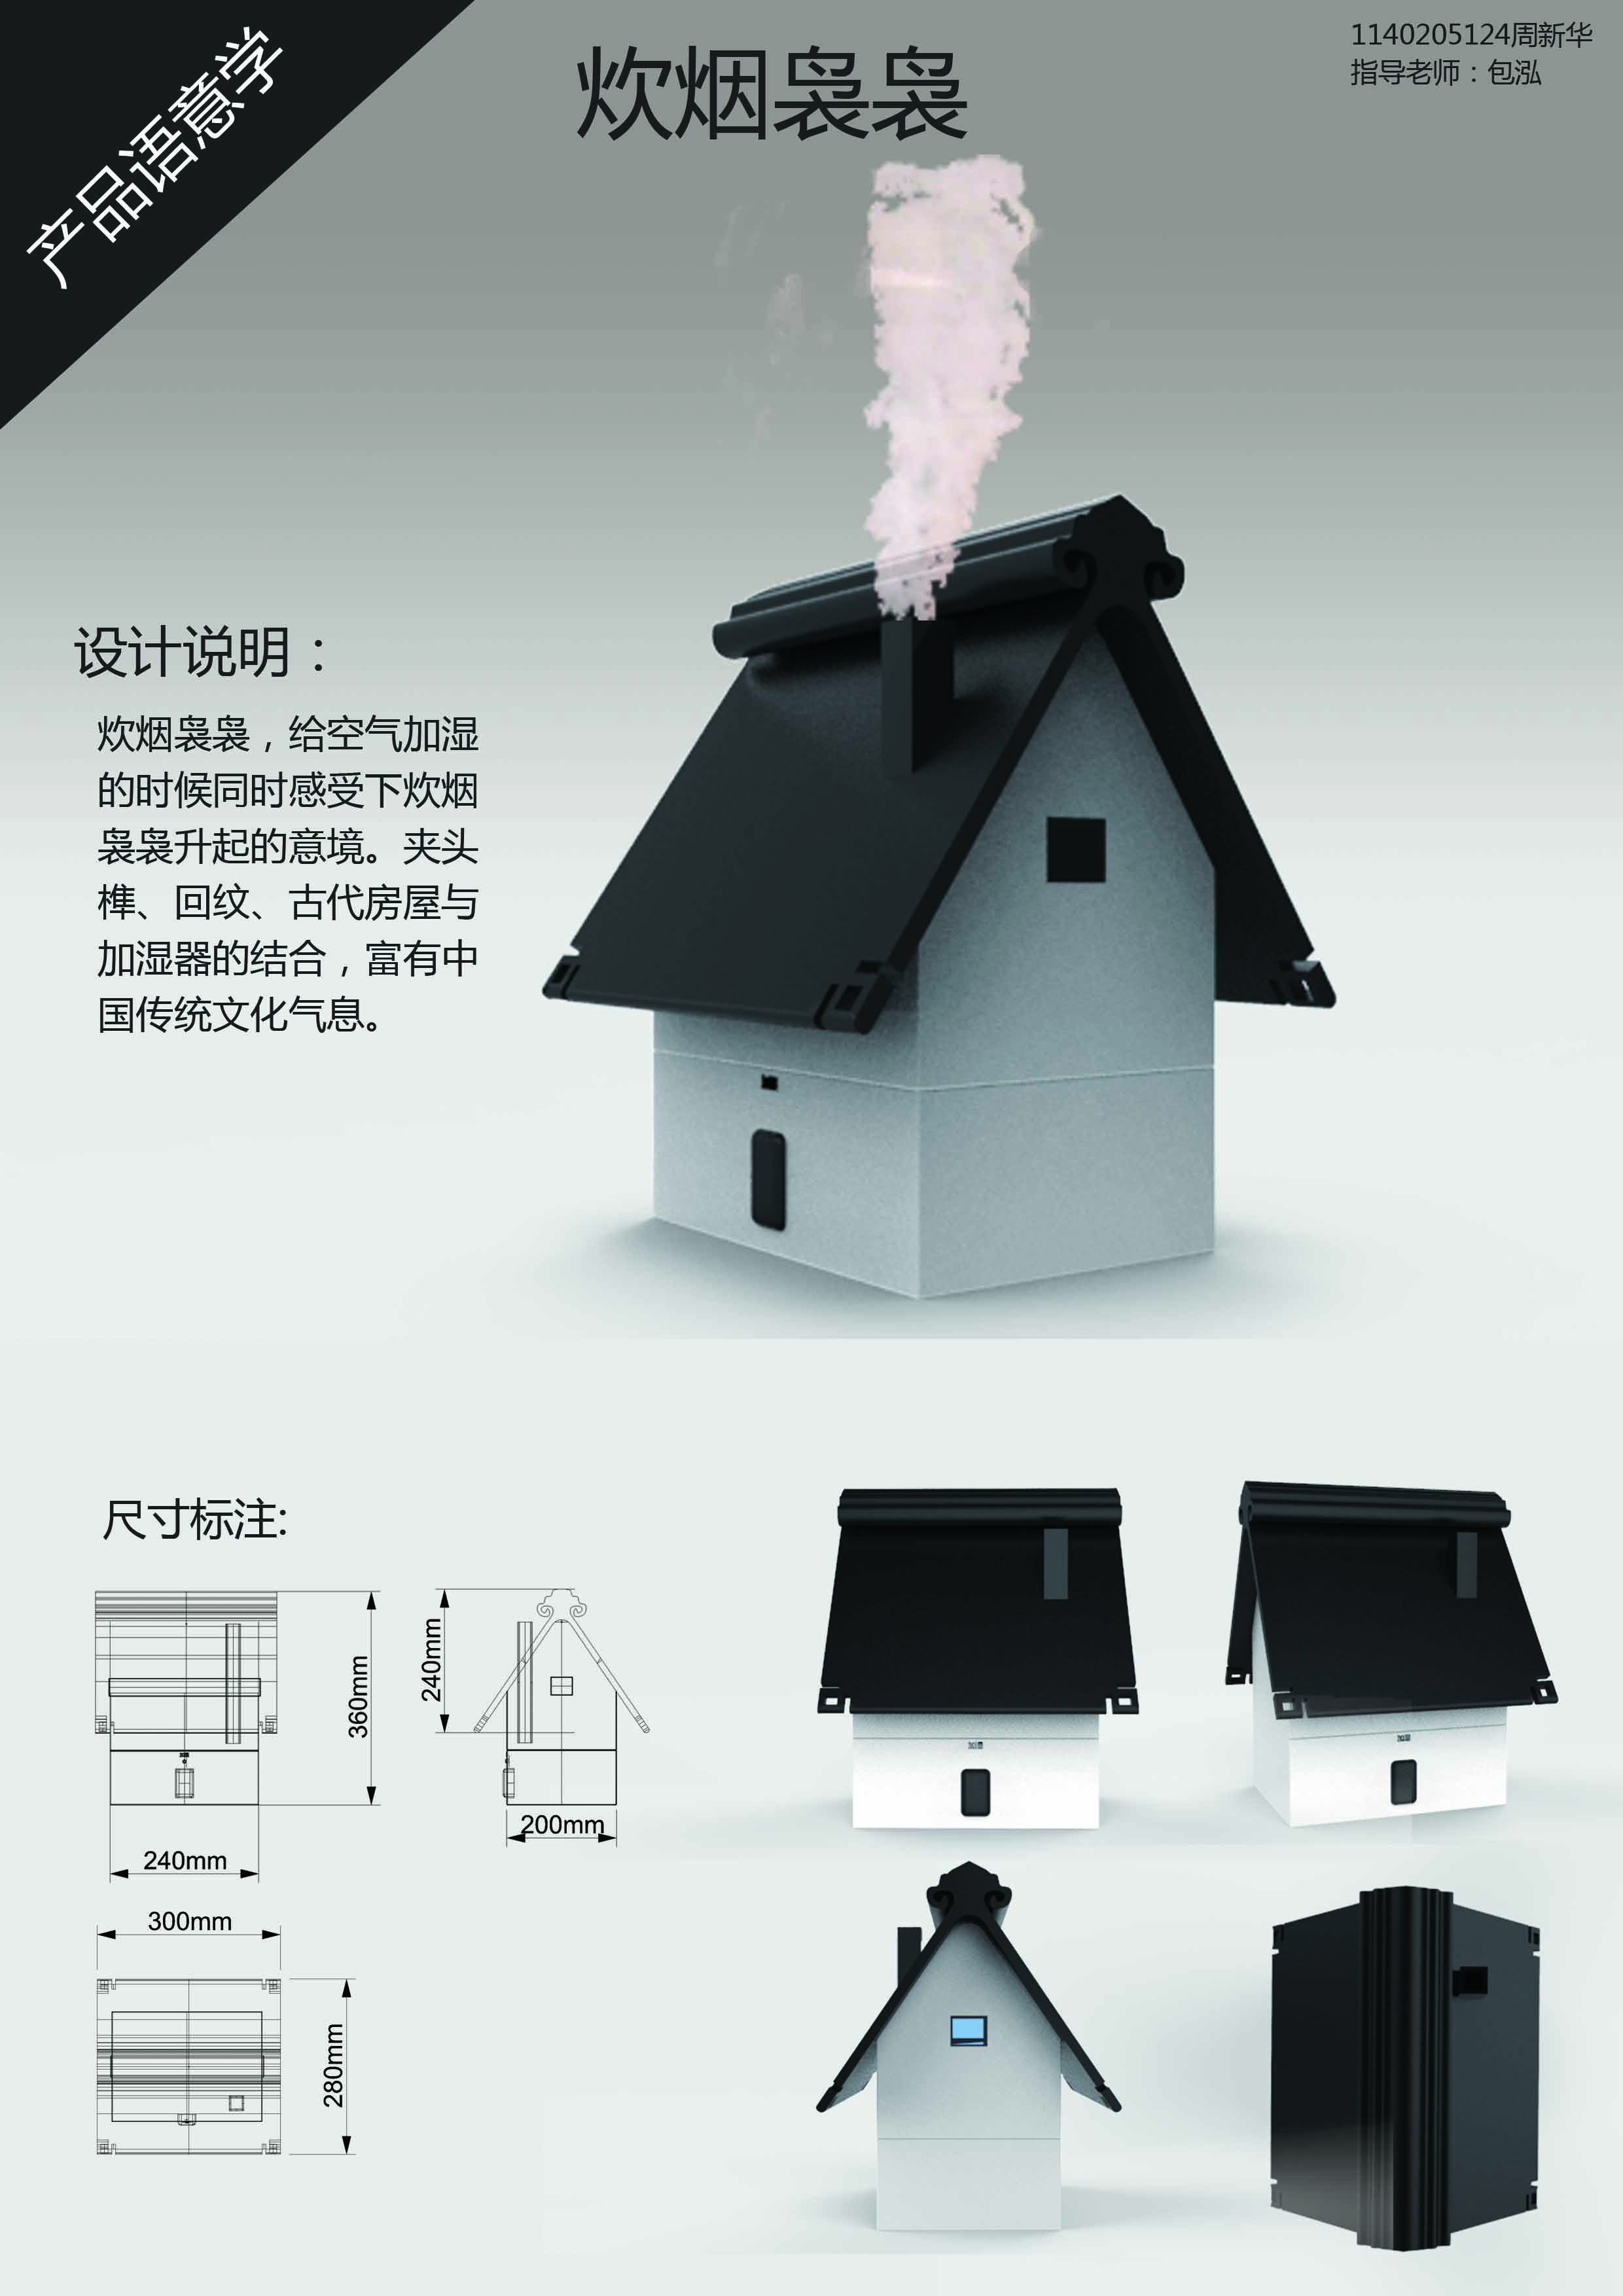 产品语意学
炊烟袅袅
1140205124周新华
指导老师：包泓
设计说明：
炊烟袅袅，给空气加湿
的时候同时感受下炊烟
袅袅升起的意境。夹头
榫、回纹、古代房屋与
加湿器的结合，富有中
国传统文化气息。
尺寸标注:
360mm
240mm
240mm
200mm
300mm
280mm